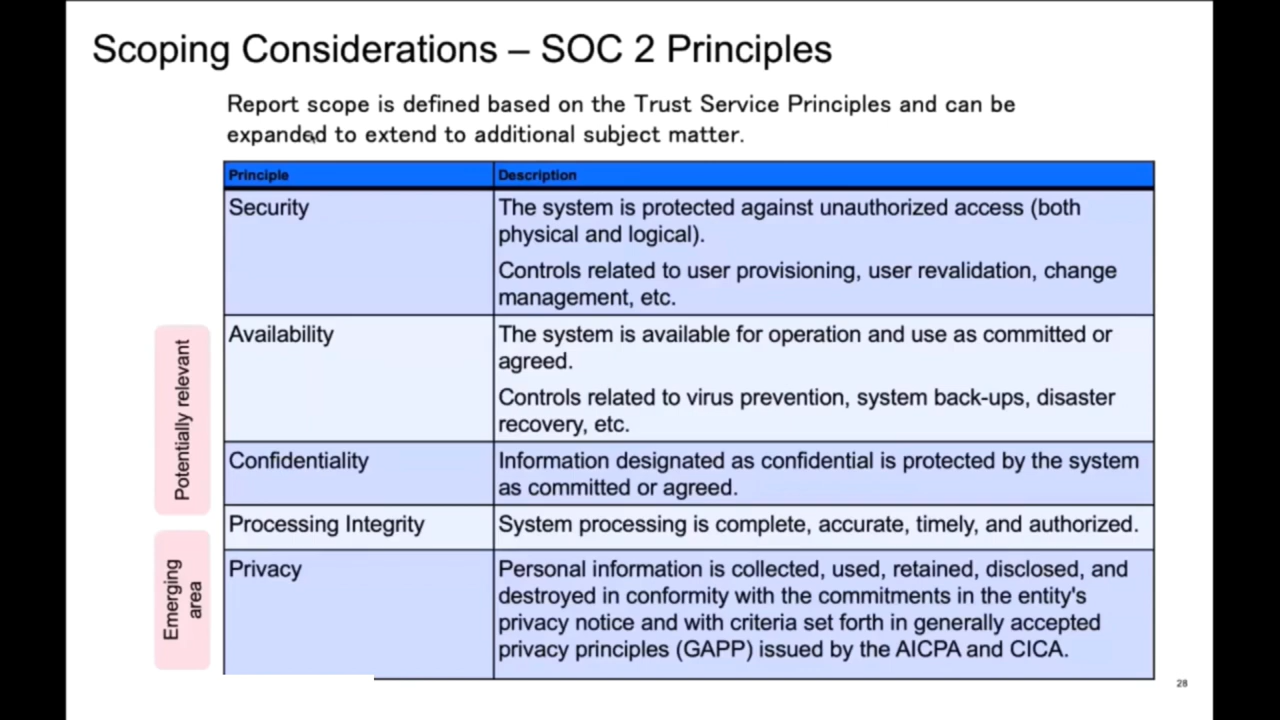 Scoping Considerations – SOC 2 Principles
Report scope is defined based on the Trust Service Principles and can be
expanded to extend to additional subject matter.
Principle
Description
Security
The system is protected against unauthorized access (both
physical and logical).
Controls related to user provisioning, user revalidation, change
management, etc.
Potentially relevant
Availability
The system is available for operation and use as committed or
agreed.
Controls related to virus prevention, system back-ups, disaster
recovery, etc.
Confidentiality
Information designated as confidential is protected by the system
as committed or agreed.
Processing Integrity
System processing is complete, accurate, timely, and authorized.
Emerging
area
Privacy
Personal information is collected, used, retained, disclosed, and
destroyed in conformity with the commitments in the entity's
privacy notice and with criteria set forth in generally accepted
privacy principles (GAPP) issued by the AICPA and CICA.
28